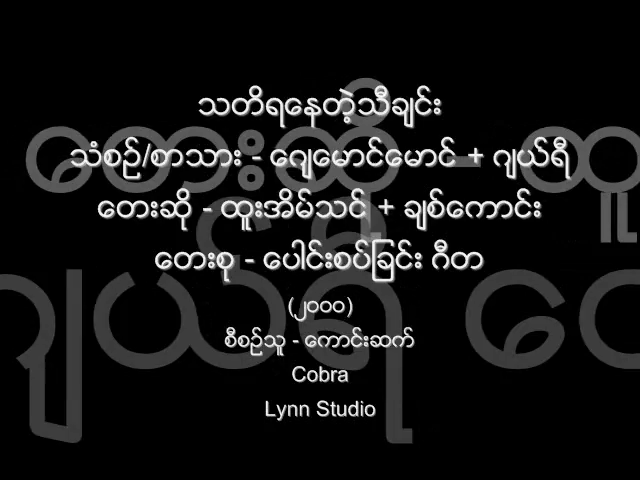 သတိရနေတဲ့သီချင်း
သံစဉ်/စာသား - ဂျေမောင်မောင် + ဂျယ်ရီ
တေးဆို - ထူးအိမ်သင် + ချစ်ကောင်း
တေးစု - ပေါင်းစပ်ခြင်း ဂီတ
(၂၀၀၀)
စီစဉ်သူ - ကောင်းဆက်
Cobra
Lynn Studio